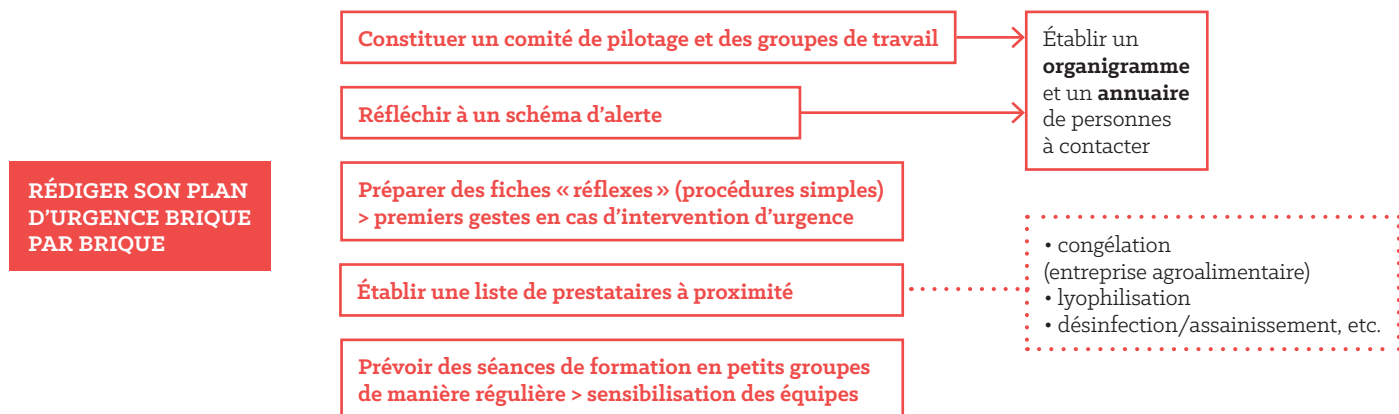 RÉDIGER SON PLAN
D'URGENCE BRIQUE
PAR BRIQUE
Constituer un comité de pilotage et des groupes de travail
Établir un
organigramme
et un annuaire
de personnes
à contacter
Réfléchir à un schéma d'alerte
Préparer des fiches « réflexes » (procédures simples)
> premiers gestes en cas d'intervention d'urgence
Établir une liste de prestataires à proximité
• congélation
(entreprise agroalimentaire)
• lyophilisation
• désinfection/assainissement, etc.
Prévoir des séances de formation en petits groupes
de manière régulière > sensibilisation des équipes